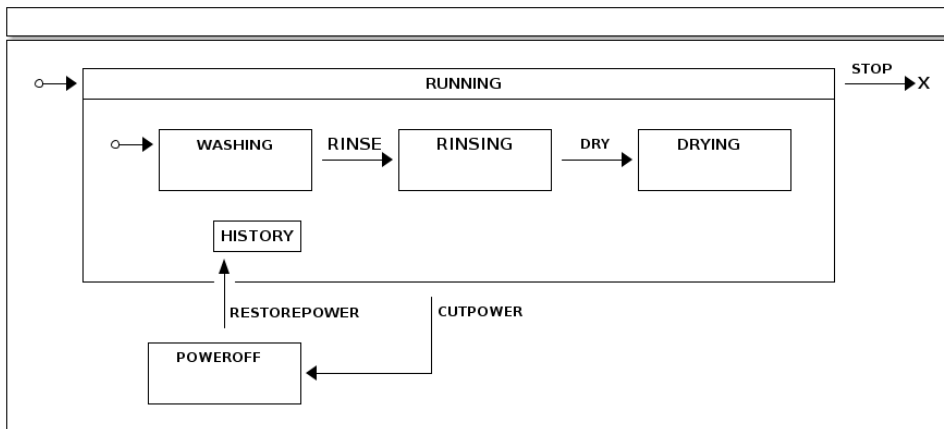 STOP
X
RUNNING
WASHING
RINSE
RINSING
DRY
DRYING
HISTORY
RESTOREPOWER
CUTPOWER
POWEROFF